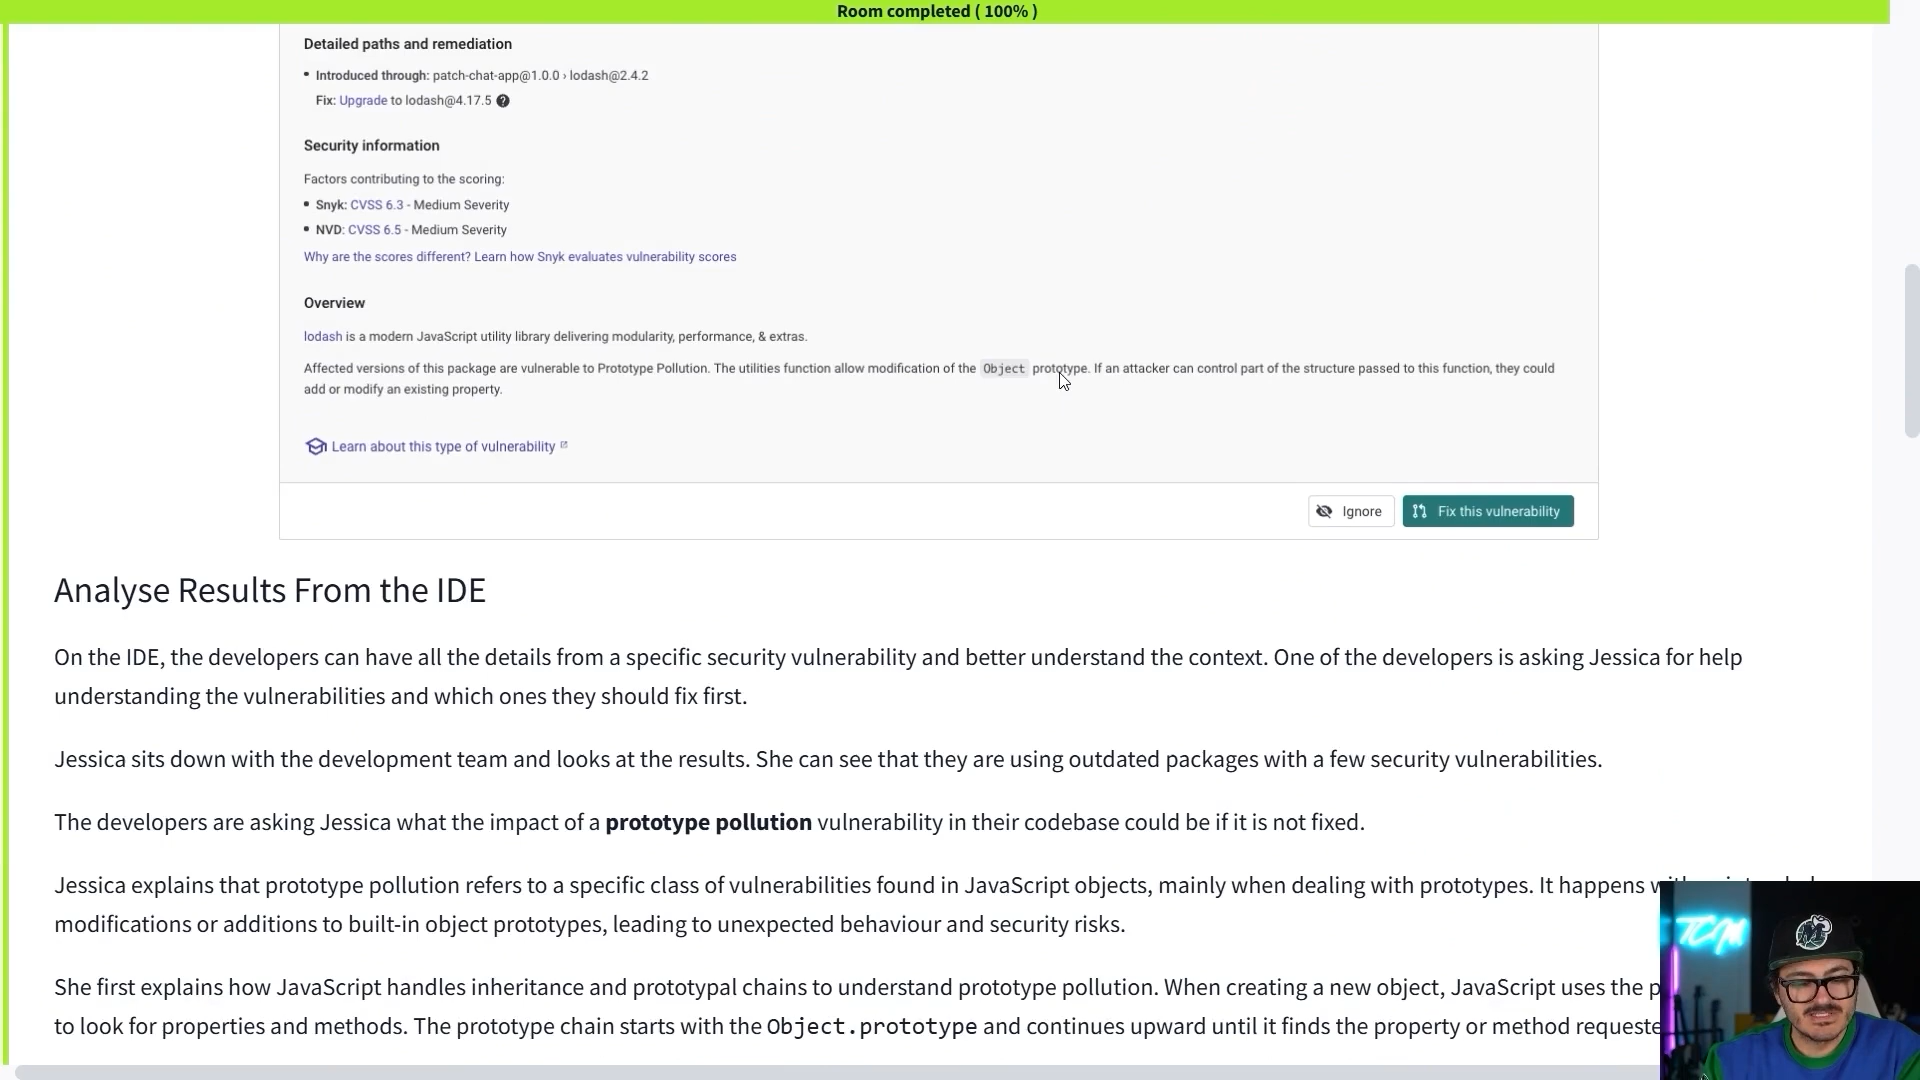 Room completed ( 100% )
Detailed paths and remediation
• Introduced through: patch-chat-app@1.0.0 › lodash@2.4.2
Fix: Upgrade to lodash@4.17.5 ?
Security information
Factors contributing to the scoring:
• Snyk: CVSS 6.3 - Medium Severity
• NVD: CVSS 6.5 - Medium Severity
Why are the scores different? Learn how Snyk evaluates vulnerability scores
Overview
lodash is a modern JavaScript utility library delivering modularity, performance, & extras.
Affected versions of this package are vulnerable to Prototype Pollution. The utilities function allow modification of the Object prototype. If an attacker can control part of the structure passed to this function, they could
add or modify an existing property.
Learn about this type of vulnerability
Ignore
Fix this vulnerability
Analyse Results From the IDE
On the IDE, the developers can have all the details from a specific security vulnerability and better understand the context. One of the developers is asking Jessica for help
understanding the vulnerabilities and which ones they should fix first.
Jessica sits down with the development team and looks at the results. She can see that they are using outdated packages with a few security vulnerabilities.
The developers are asking Jessica what the impact of a prototype pollution vulnerability in their codebase could be if it is not fixed.
Jessica explains that prototype pollution refers to a specific class of vulnerabilities found in JavaScript objects, mainly when dealing with prototypes. It happens
modifications or additions to built-in object prototypes, leading to unexpected behaviour and security risks.
She first explains how JavaScript handles inheritance and prototypal chains to understand prototype pollution. When creating a new object, JavaScript uses the
to look for properties and methods. The prototype chain starts with the Object.prototype and continues upward until it finds the property or method
TCM